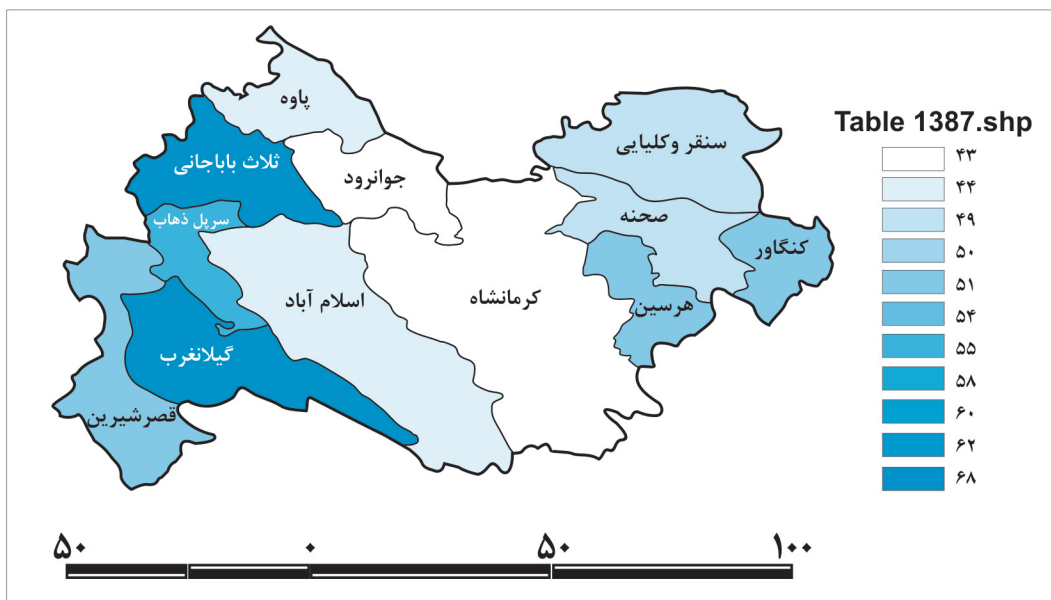 پاوه
ثلاث باباجانی
جوانرود
سرپل ذهاب
اسلام آباد
کرمانشاه
گیلانغرب
قصرشیرین
سنقر وکلیایی
صحنه
کنگاور
هرسین
Table 1387.shp
۴۳
۴۴
۴۹
۵۰
۵۱
۵۴
۵۵
۵۸
۶۰
۶۲
۶۸
۵۰ ۰ ۵۰ ۱۰۰